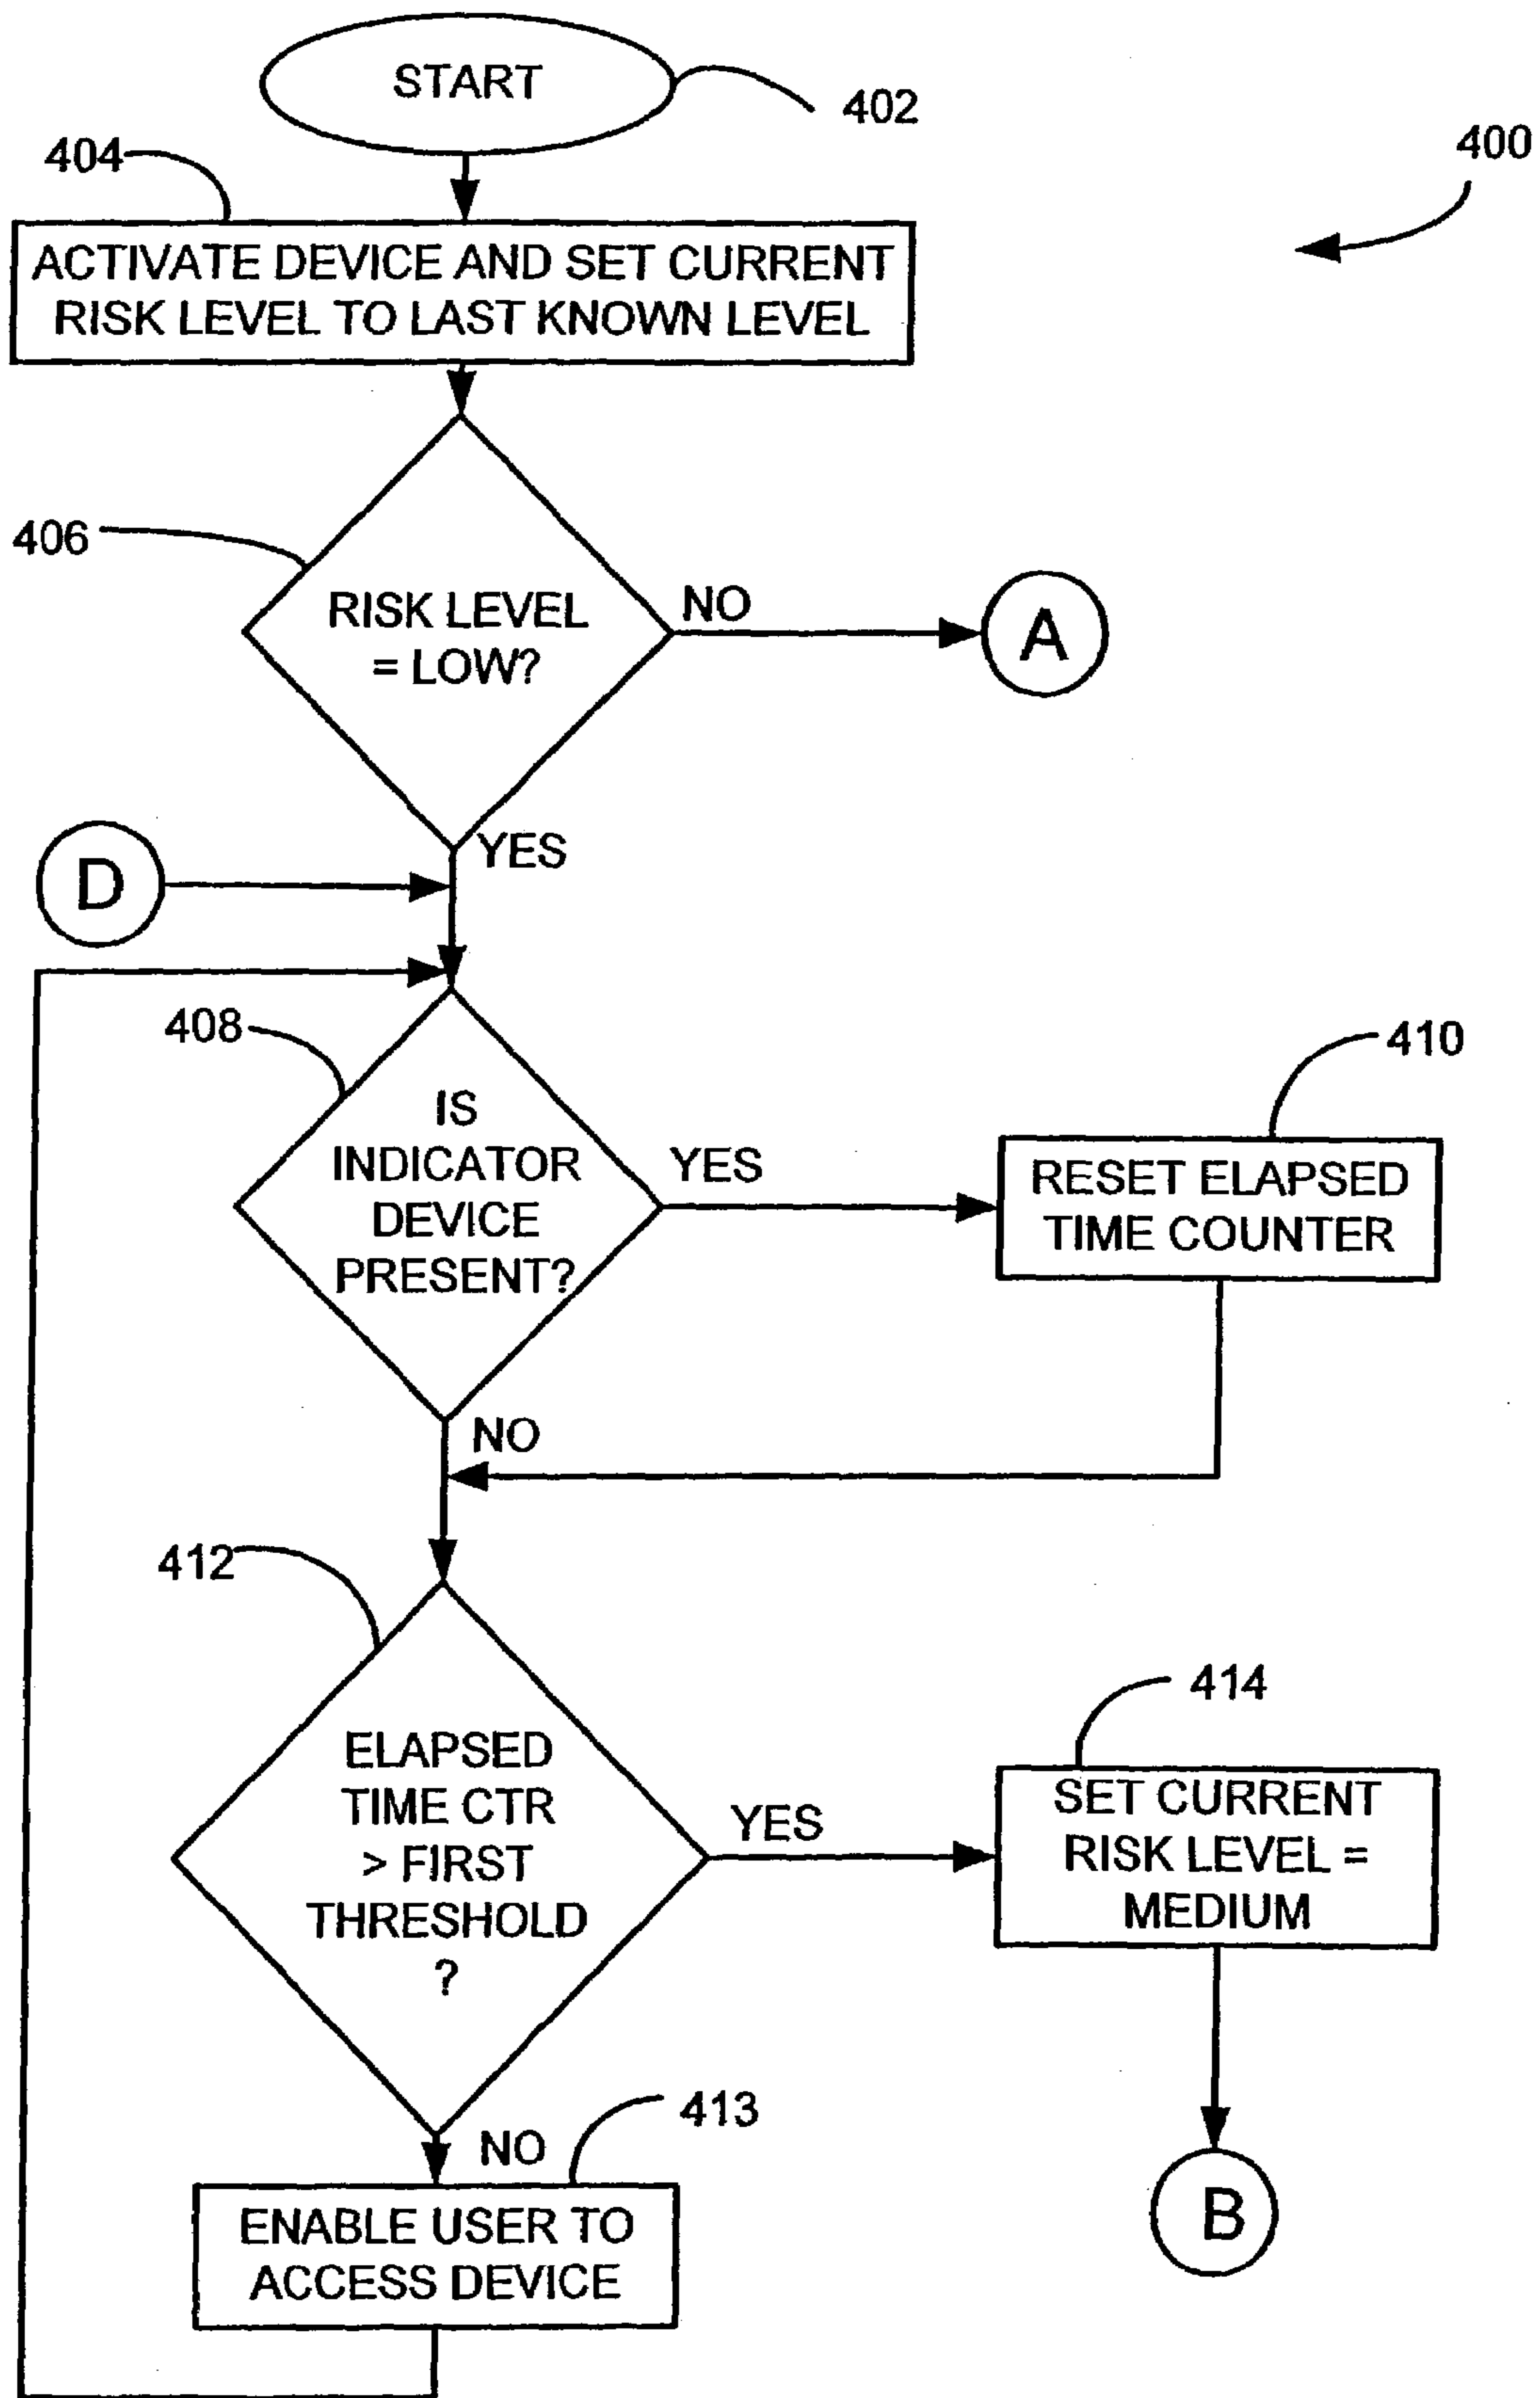 START
402
400
404
ACTIVATE DEVICE AND SET CURRENT
RISK LEVEL TO LAST KNOWN LEVEL
406
RISK LEVEL
= LOW?
NO
A
YES
D
408
IS
INDICATOR
DEVICE
PRESENT?
YES
410
RESET ELAPSED
TIME COUNTER
NO
412
ELAPSED
TIME CTR
> FIRST
THRESHOLD
?
YES
414
SET CURRENT
RISK LEVEL =
MEDIUM
NO
413
ENABLE USER TO
ACCESS DEVICE
B